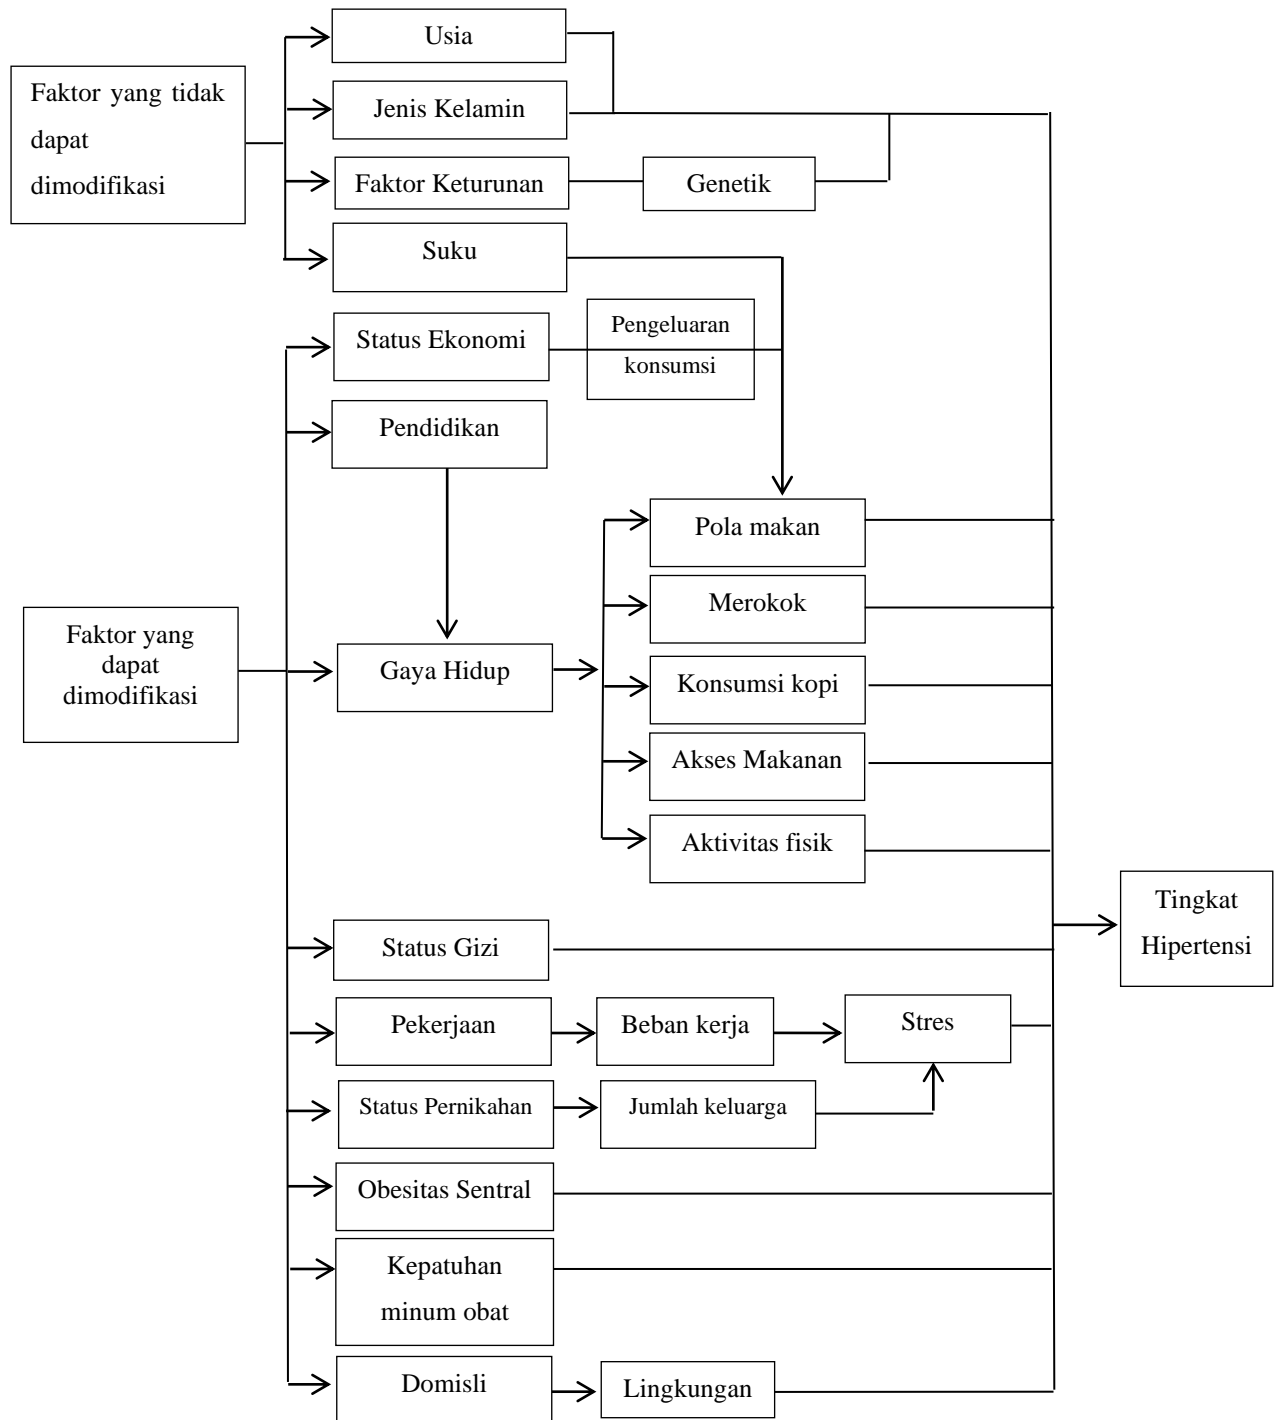 Usia
Faktor yang tidak
dapat
dimodifikasi
Jenis Kelamin
Faktor Keturunan
Genetik
Suku
Status Ekonomi
Pengeluaran
konsumsi
Pendidikan
Pola makan
Merokok
Faktor yang
dapat
dimodifikasi
Gaya Hidup
Konsumsi kopi
Akses Makanan
Aktivitas fisik
Tingkat
Hipertensi
Status Gizi
Pekerjaan
Beban kerja
Stres
Status Pernikahan
Jumlah keluarga
Obesitas Sentral
Kepatuhan
minum obat
Domisli
Lingkungan